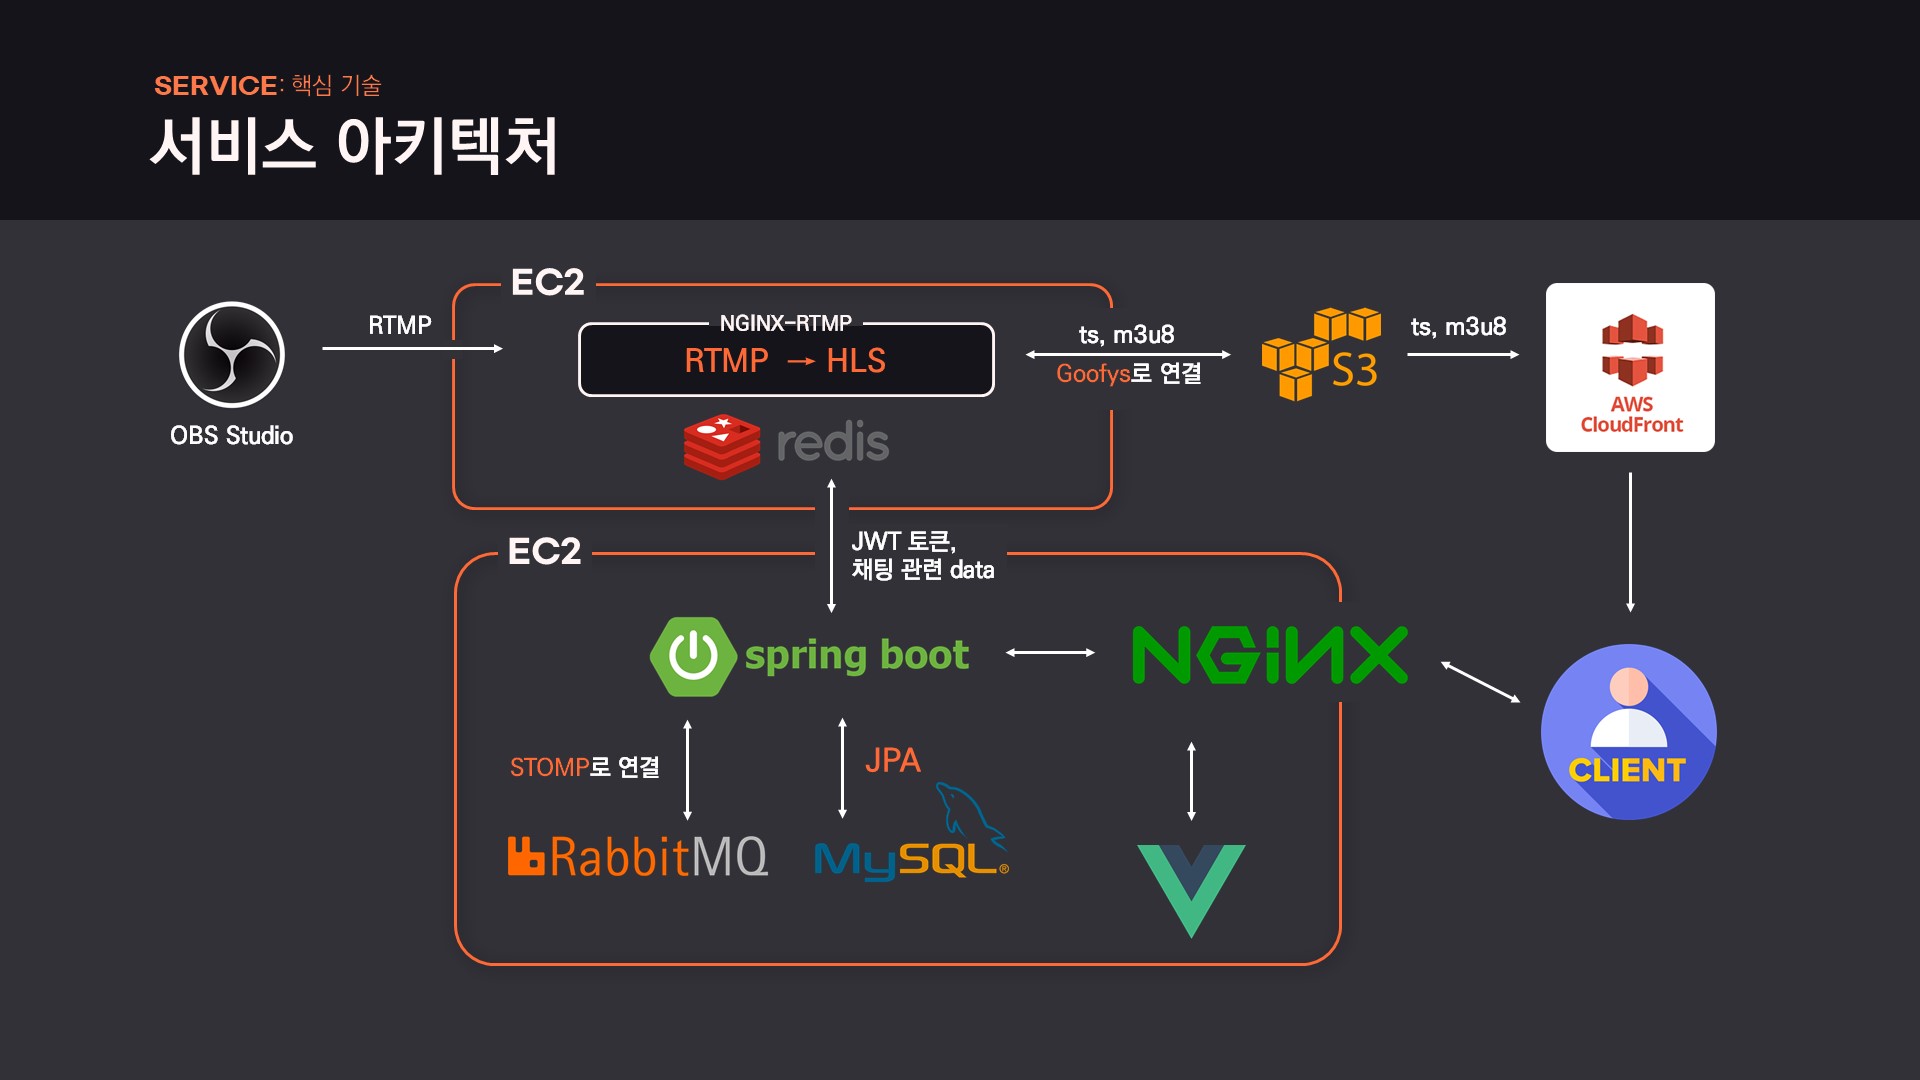 SERVICE: 핵심 기술
서비스 아키텍처
EC2
NGINX-RTMP
RTMP → HLS
RTMP
OBS Studio
redis
ts, m3u8
Goofys로 연결
S3
ts, m3u8
AWS
CloudFront
JWT 토큰,
채팅 관련 data
EC2
spring boot
NGINX
STOMP로 연결
JPA
RabbitMQ
MySQL®
CLIENT